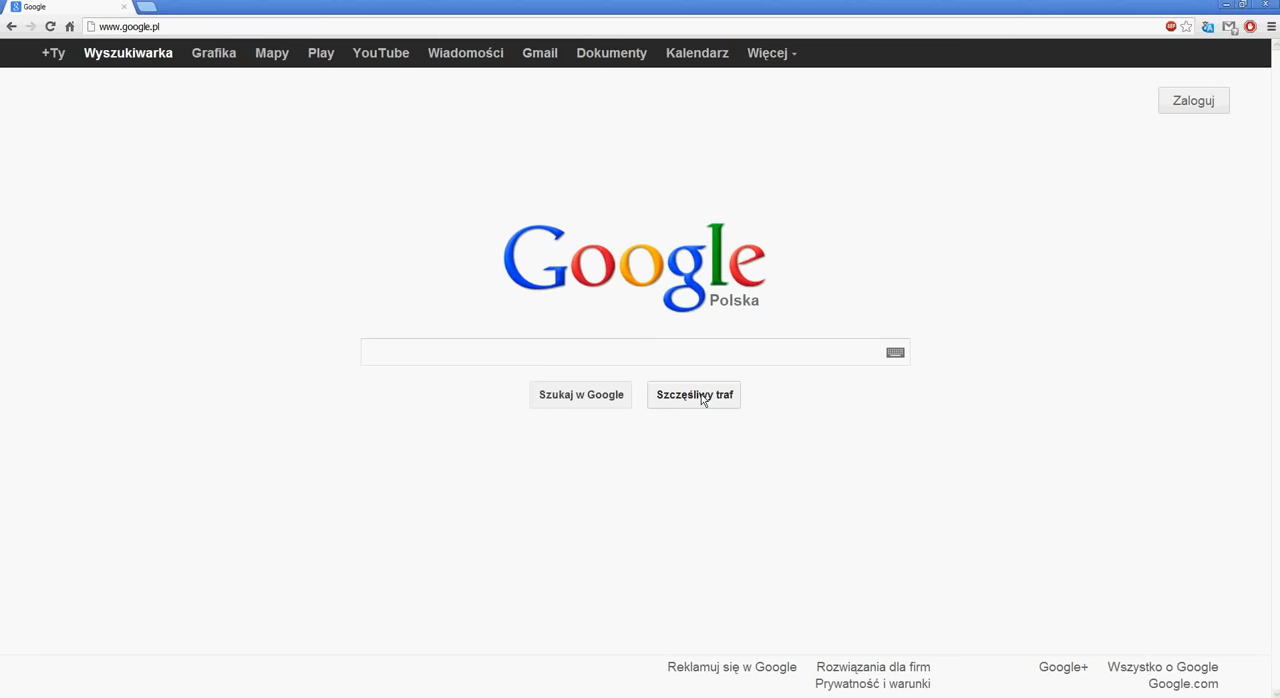 Google
www.google.pl
+Ty Wyszukiwarka Grafika Mapy Play YouTube Wiadomości Gmail Dokumenty Kalendarz Więcej
Zaloguj
Google
Polska
Szukaj w Google Szczęśliwy traf
Reklamuj się w Google Rozwiązania dla firm Google+ Wszystko o Google
Prywatność i warunki Google.com